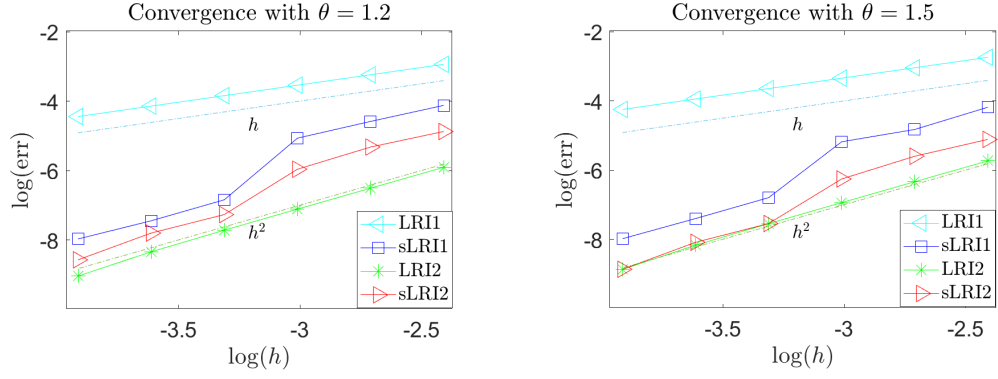 Convergence with θ = 1.2
-2
-4
-6
-8
log(err)
h
h²
LRI1
sLRI1
LRI2
sLRI2
-3.5
-3
-2.5
log(h)
Convergence with θ = 1.5
-2
-4
-6
-8
log(err)
h
h²
LRI1
sLRI1
LRI2
sLRI2
-3.5
-3
-2.5
log(h)